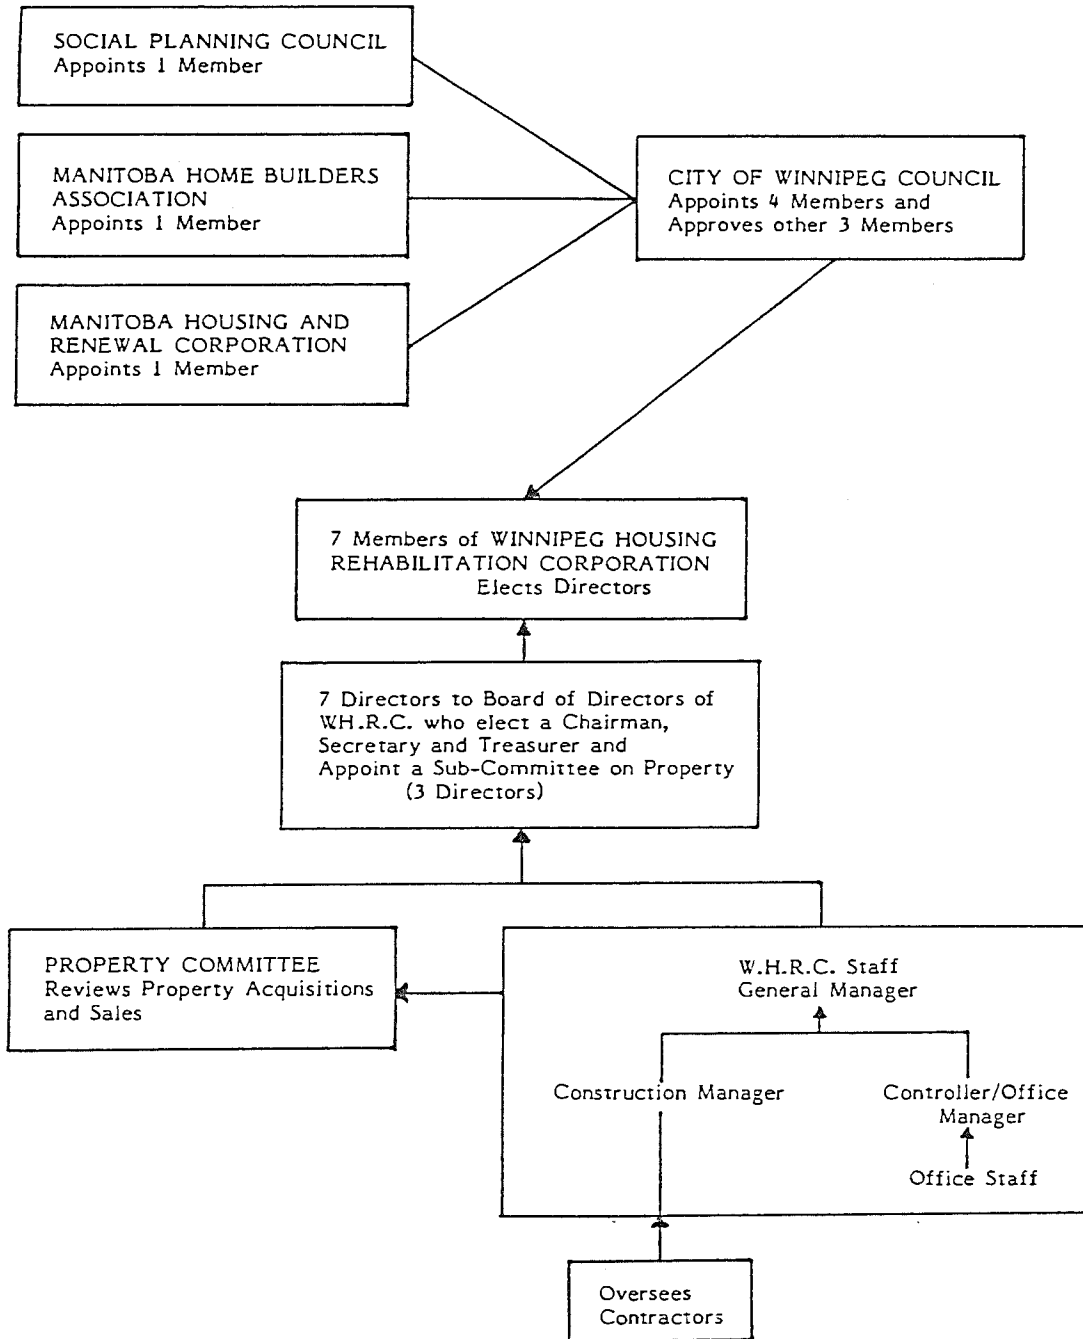 SOCIAL PLANNING COUNCIL
Appoints 1 Member
MANITOBA HOME BUILDERS
ASSOCIATION
Appoints 1 Member
MANITOBA HOUSING AND
RENEWAL CORPORATION
Appoints 1 Member
CITY OF WINNIPEG COUNCIL
Appoints 4 Members and
Approves other 3 Members
7 Members of WINNIPEG HOUSING
REHABILITATION CORPORATION
Elects Directors
7 Directors to Board of Directors of
W.H.R.C. who elect a Chairman,
Secretary and Treasurer and
Appoint a Sub-Committee on Property
(3 Directors)
PROPERTY COMMITTEE
Reviews Property Acquisitions
and Sales
W.H.R.C. Staff
General Manager
Construction Manager
Controller/Office
Manager
Office Staff
Oversees
Contractors